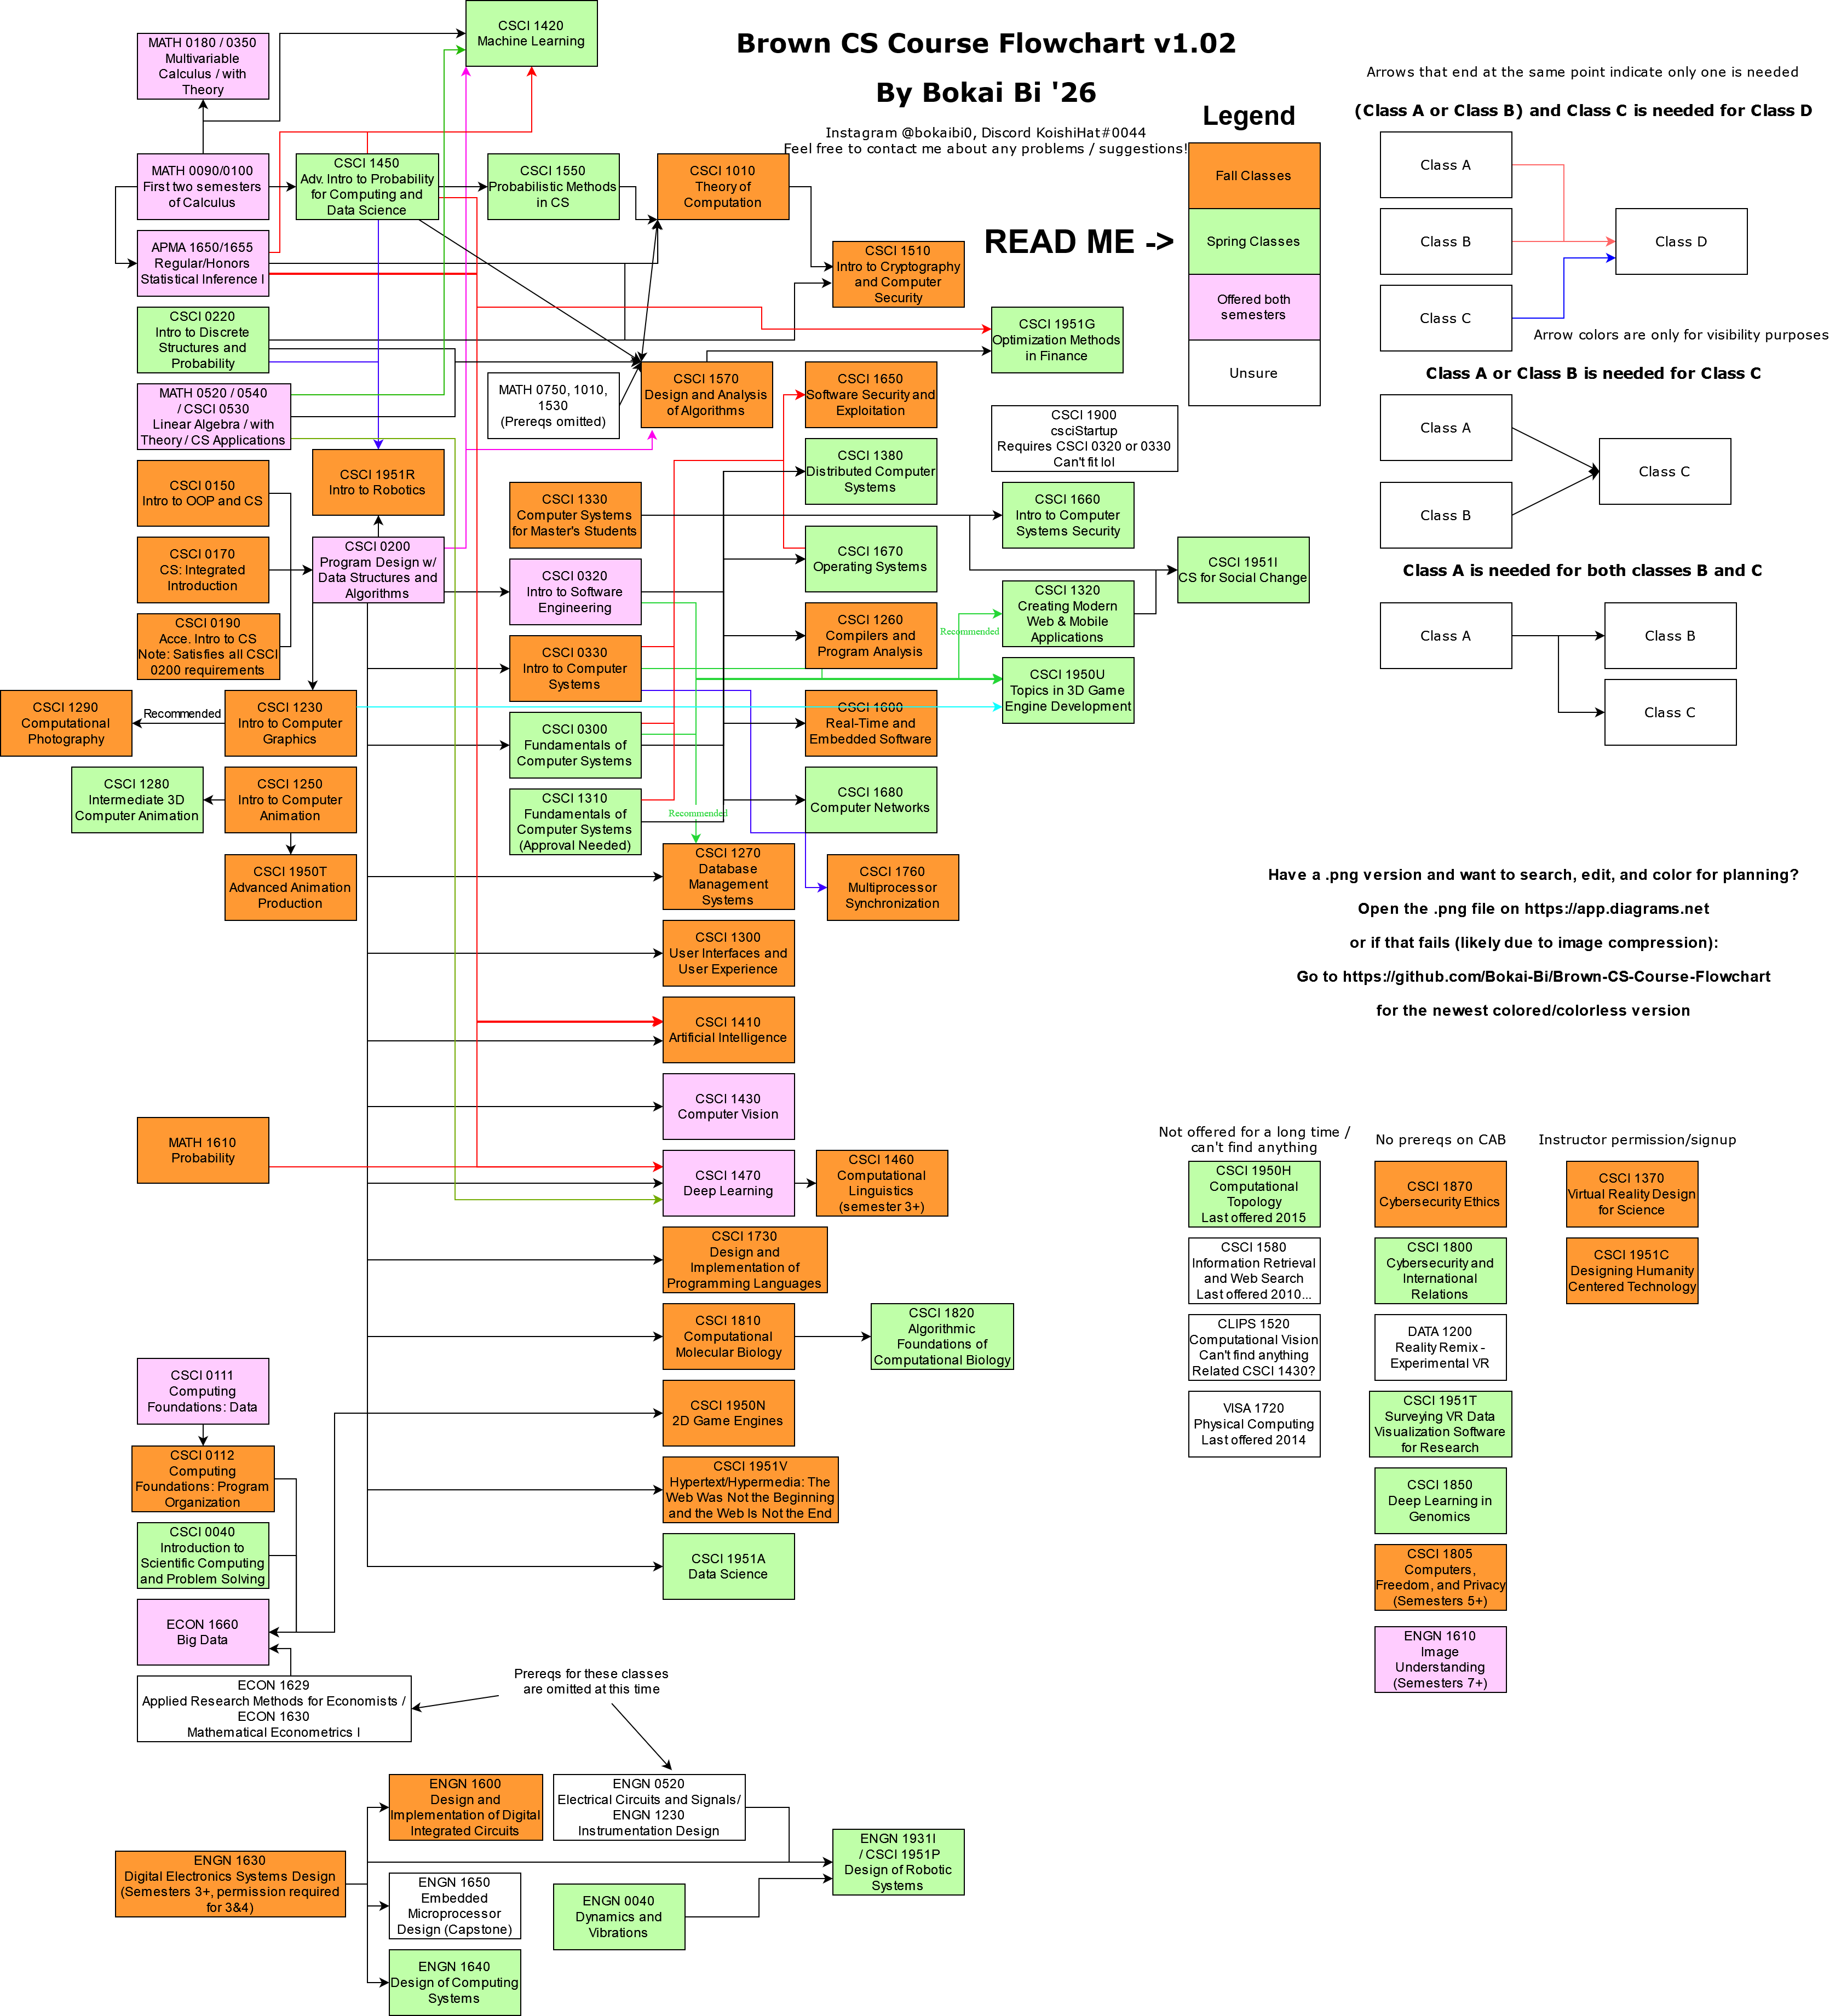 Brown CS Course Flowchart v1.02
By Bokai Bi '26
Instagram @bokaibi0, Discord KoishiHat#0044
Feel free to contact me about any problems / suggestions!
Legend
Fall Classes
Spring Classes
Offered both
semesters
Unsure
READ ME ->
Arrows that end at the same point indicate only one is needed
(Class A or Class B) and Class C is needed for Class D
Class A
Class B
Class C
Class D
Arrow colors are only for visibility purposes
Class A or Class B is needed for Class C
Class A
Class B
Class C
Class A is needed for both classes B and C
Class A
Class B
Class C
Have a .png version and want to search, edit, and color for planning?
Open the .png file on https://app.diagrams.net
or if that fails (likely due to image compression):
Go to https://github.com/Bokai-Bi/Brown-CS-Course-Flowchart
for the newest colored/colorless version
CSCI 1420
Machine Learning
MATH 0180 / 0350
Multivariable
Calculus / with
Theory
MATH 0090/0100
First two semesters
of Calculus
CSCI 1450
Adv. Intro to Probability
for Computing and
Data Science
CSCI 1550
Probabilistic Methods
in CS
CSCI 1010
Theory of
Computation
APMA 1650/1655
Regular/Honors
Statistical Inference I
CSCI 1510
Intro to Cryptography
and Computer
Security
CSCI 0220
Intro to Discrete
Structures and
Probability
CSCI 1951G
Optimization Methods
in Finance
MATH 0520 / 0540
/ CSCI 0530
Linear Algebra / with
Theory / CS Applications
MATH 0750, 1010,
1530
(Prereqs omitted)
CSCI 1570
Design and Analysis
of Algorithms
CSCI 1650
Software Security and
Exploitation
CSCI 1900
csciStartup
Requires CSCI 0320 or 0330
Can't fit lol
CSCI 0150
Intro to OOP and CS
CSCI 1951R
Intro to Robotics
CSCI 1380
Distributed Computer
Systems
CSCI 1330
Computer Systems
for Master's Students
CSCI 1660
Intro to Computer
Systems Security
CSCI 0170
CS: Integrated
Introduction
CSCI 0200
Program Design w/
Data Structures and
Algorithms
CSCI 0320
Intro to Software
Engineering
CSCI 1670
Operating Systems
CSCI 1951I
CS for Social Change
CSCI 1320
Creating Modern
Web & Mobile
Applications
Recommended
CSCI 0190
Acce. Intro to CS
Note: Satisfies all CSCI
0200 requirements
CSCI 0330
Intro to Computer
Systems
CSCI 1260
Compilers and
Program Analysis
CSCI 1950U
Topics in 3D Game
Engine Development
CSCI 1290
Computational
Photography
Recommended
CSCI 1230
Intro to Computer
Graphics
CSCI 0300
Fundamentals of
Computer Systems
CSCI 1600
Real-Time and
Embedded Software
CSCI 1280
Intermediate 3D
Computer Animation
CSCI 1250
Intro to Computer
Animation
CSCI 1310
Fundamentals of
Computer Systems
(Approval Needed)
Recommended
CSCI 1680
Computer Networks
CSCI 1950T
Advanced Animation
Production
CSCI 1270
Database
Management
Systems
CSCI 1760
Multiprocessor
Synchronization
CSCI 1300
User Interfaces and
User Experience
CSCI 1410
Artificial Intelligence
CSCI 1430
Computer Vision
MATH 1610
Probability
CSCI 1470
Deep Learning
CSCI 1460
Computational
Linguistics
(semester 3+)
CSCI 1730
Design and
Implementation of
Programming Languages
CSCI 1810
Computational
Molecular Biology
CSCI 1820
Algorithmic
Foundations of
Computational Biology
CSCI 0111
Computing
Foundations: Data
CSCI 1950N
2D Game Engines
CSCI 0112
Computing
Foundations: Program
Organization
CSCI 1951V
Hypertext/Hypermedia: The
Web Was Not the Beginning
and the Web Is Not the End
CSCI 0040
Introduction to
Scientific Computing
and Problem Solving
CSCI 1951A
Data Science
ECON 1660
Big Data
ECON 1629
Applied Research Methods for Economists /
ECON 1630
Mathematical Econometrics I
Prereqs for these classes
are omitted at this time
ENGN 1600
Design and
Implementation of Digital
Integrated Circuits
ENGN 0520
Electrical Circuits and Signals/
ENGN 1230
Instrumentation Design
ENGN 1630
Digital Electronics Systems Design
(Semesters 3+, permission required
for 3&4)
ENGN 1931I
/ CSCI 1951P
Design of Robotic
Systems
ENGN 1650
Embedded
Microprocessor
Design (Capstone)
ENGN 0040
Dynamics and
Vibrations
ENGN 1640
Design of Computing
Systems
Not offered for a long time /
can't find anything
CSCI 1950H
Computational
Topology
Last offered 2015
CSCI 1580
Information Retrieval
and Web Search
Last offered 2010...
CLIPS 1520
Computational Vision
Can't find anything
Related CSCI 1430?
VISA 1720
Physical Computing
Last offered 2014
No prereqs on CAB
CSCI 1870
Cybersecurity Ethics
CSCI 1800
Cybersecurity and
International
Relations
DATA 1200
Reality Remix -
Experimental VR
CSCI 1951T
Surveying VR Data
Visualization Software
for Research
CSCI 1850
Deep Learning in
Genomics
CSCI 1805
Computers,
Freedom, and Privacy
(Semesters 5+)
ENGN 1610
Image
Understanding
(Semesters 7+)
Instructor permission/signup
CSCI 1370
Virtual Reality Design
for Science
CSCI 1951C
Designing Humanity
Centered Technology